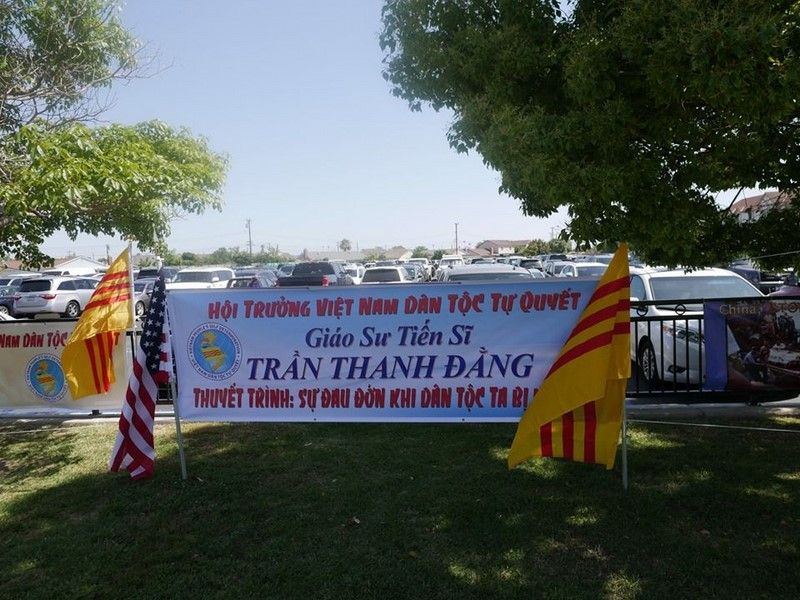 HỘI TRƯỞNG VIỆT NAM DÂN TỘC TỰ QUYẾT
Giáo Sư Tiến Sĩ
TRẦN THANH ĐẰNG
THUYẾT TRÌNH: SỰ ĐAU ĐỚN KHI DÂN TỘC TA BỊ
NAM DÂN TỘC
China